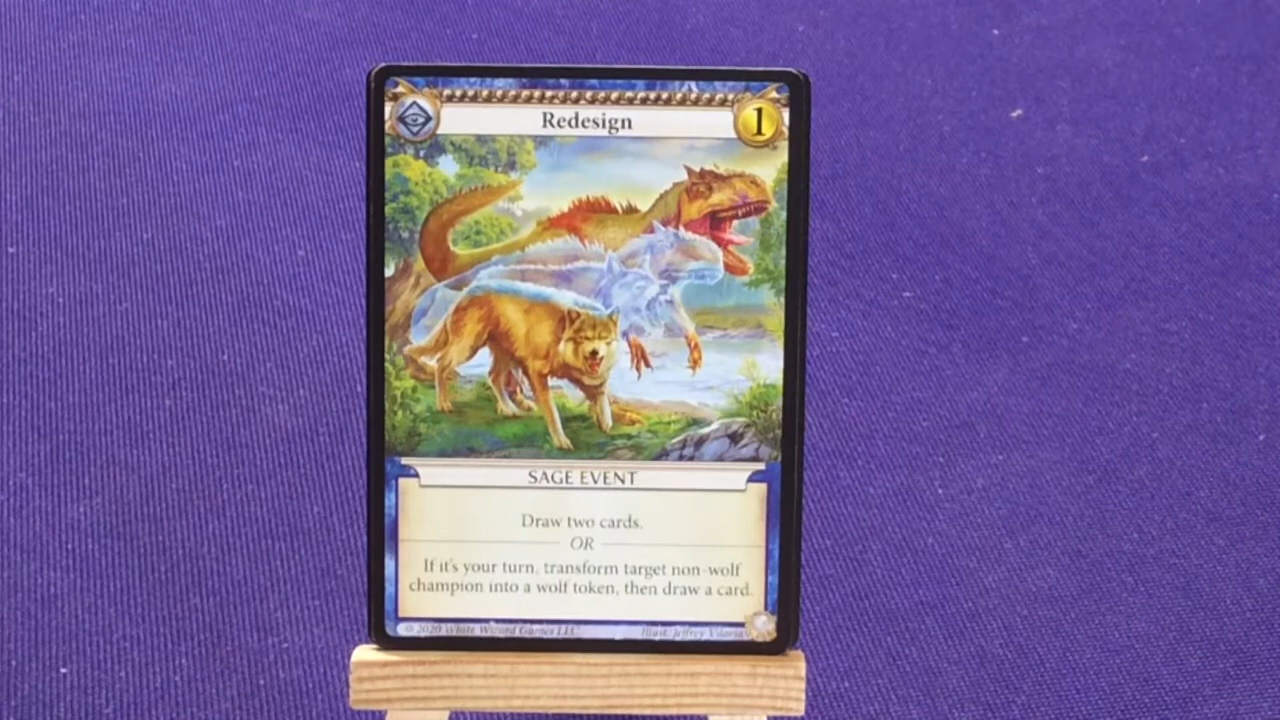 Redesign
1
SAGE EVENT
Draw two cards.
OR
If it's your turn, transform target non-wolf
champion into a wolf token, then draw a card.
© 2020 White Wizard Games LLC
Illust. Jeffrey